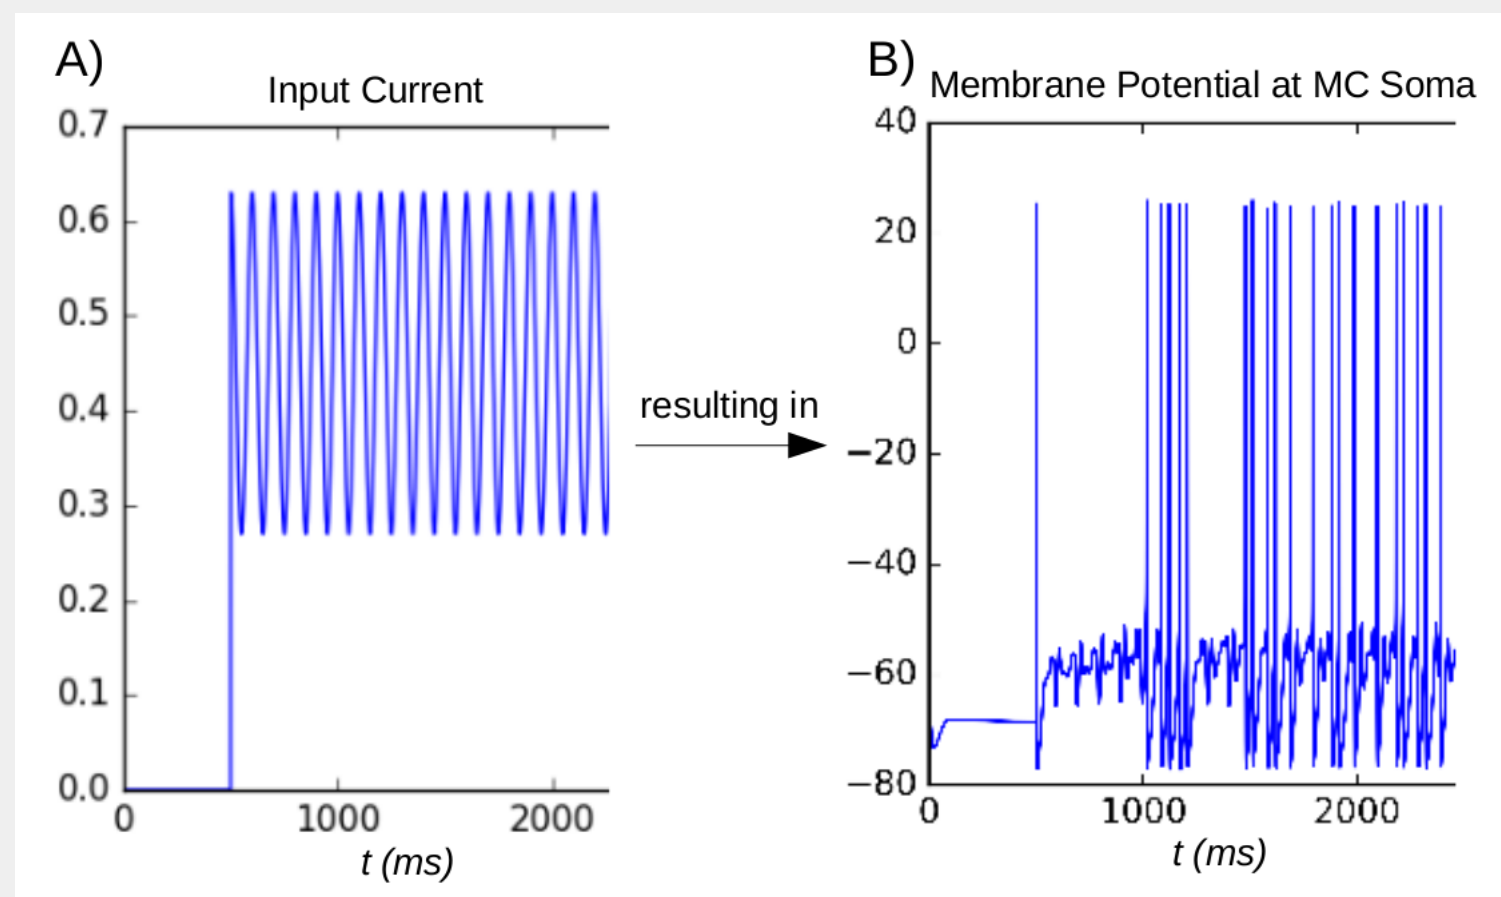 A)
Input Current
0.7
0.6
0.5
0.4
0.3
0.2
0.1
0.0
0 1000 2000
t (ms)
resulting in
B)
Membrane Potential at MC Soma
40
20
0
−20
−40
−60
−80
0 1000 2000
t (ms)